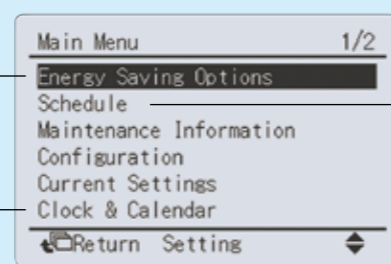 Main Menu 1/2
Energy Saving Options
Schedule
Maintenance Information
Configuration
Current Settings
Clock & Calendar
Return Setting